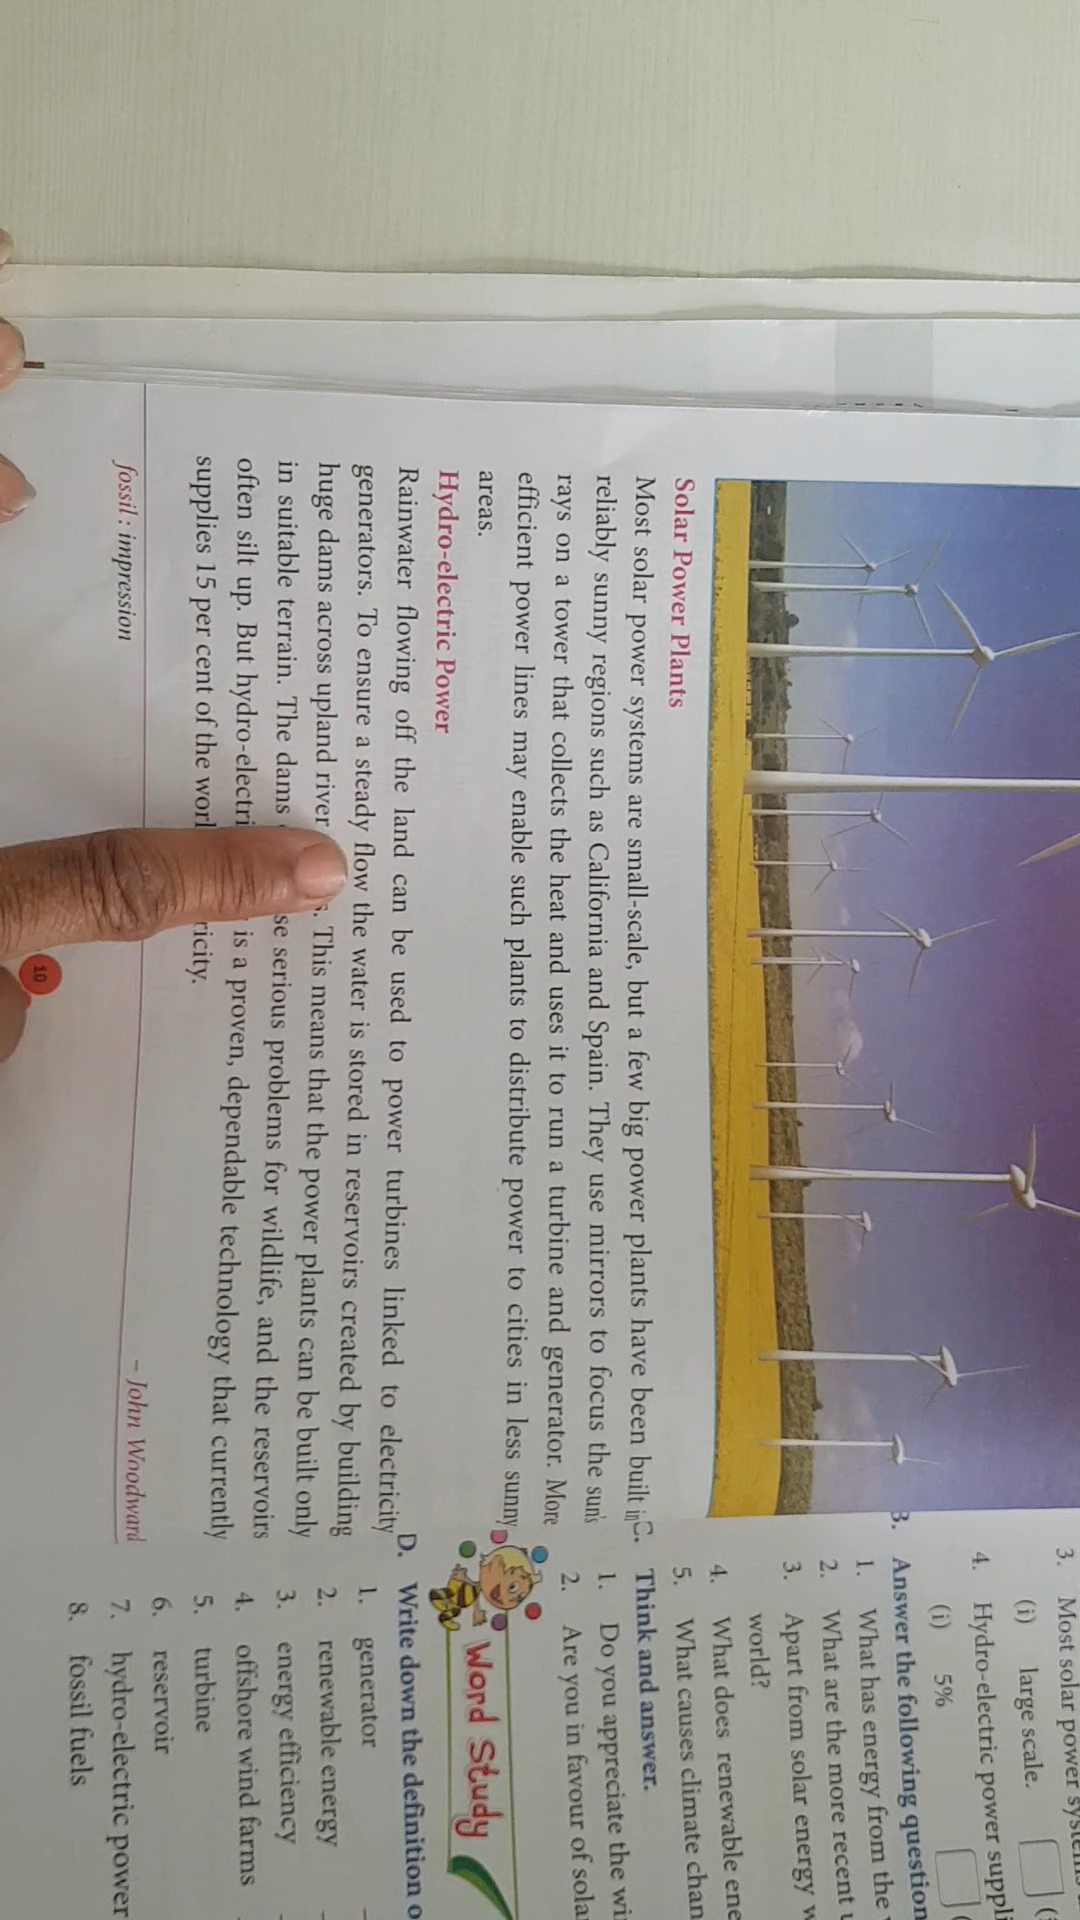 Solar Power Plants
Most solar power systems are small-scale, but a few big power plants have been built in
reliably sunny regions such as California and Spain. They use mirrors to focus the sun's
rays on a tower that collects the heat and uses it to run a turbine and generator. More
efficient power lines may enable such plants to distribute power to cities in less sunny
areas.
Hydro-electric Power
Rainwater flowing off the land can be used to power turbines linked to electricity
generators. To ensure a steady flow the water is stored in reservoirs created by building
huge dams across upland river s. This means that the power plants can be built only
in suitable terrain. The dams se serious problems for wildlife, and the reservoirs
often silt up. But hydro-electri is a proven, dependable technology that currently
supplies 15 per cent of the worl ricity.
– John Woodward
fossil : impression
10
3. Most solar power
(i) large scale.
4. Hydro-electric power suppli
(i) 5%
B. Answer the following question
1. What has energy from the
2. What are the more recent
3. Apart from solar energy w
world?
4. What does renewable ene
5. What causes climate chan
C. Think and answer.
1. Do you appreciate the wi
2. Are you in favour of sola
Word Study
D. Write down the definition o
1. generator
2. renewable energy
3. energy efficiency
4. offshore wind farms
5. turbine
6. reservoir
7. hydro-electric power
8. fossil fuels